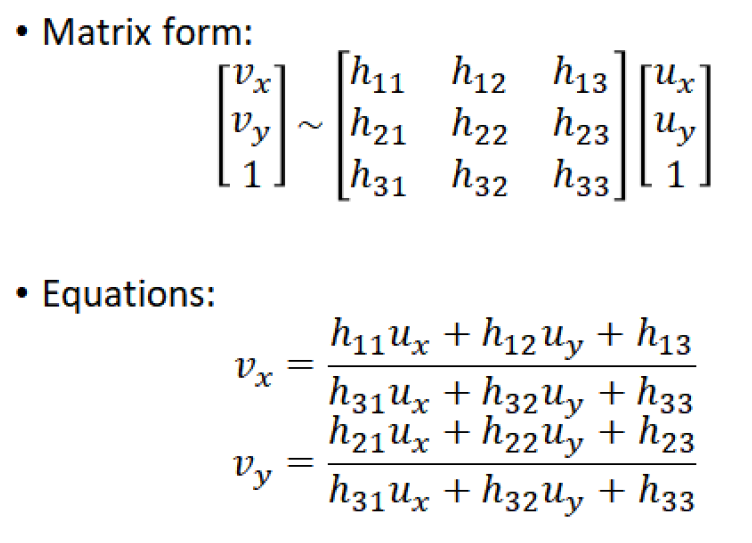 • Matrix form:
[v_x; v_y; 1] ~ [h_11 h_12 h_13; h_21 h_22 h_23; h_31 h_32 h_33] [u_x; u_y; 1]
• Equations:
v_x = (h_11 u_x + h_12 u_y + h_13) / (h_31 u_x + h_32 u_y + h_33)
v_y = (h_21 u_x + h_22 u_y + h_23) / (h_31 u_x + h_32 u_y + h_33)